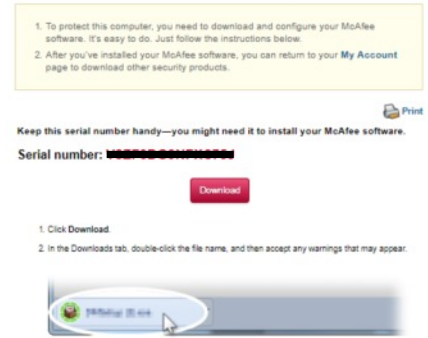 1. To protect this computer, you need to download and configure your McAfee
software. It's easy to do. Just follow the instructions below.
2. After you've installed your McAfee software, you can return to your My Account
page to download other security products.
Print
Keep this serial number handy—you might need it to install your McAfee software.
Serial number:
Download
1. Click Download.
2. In the Downloads tab, double-click the file name, and then accept any warnings that may appear.